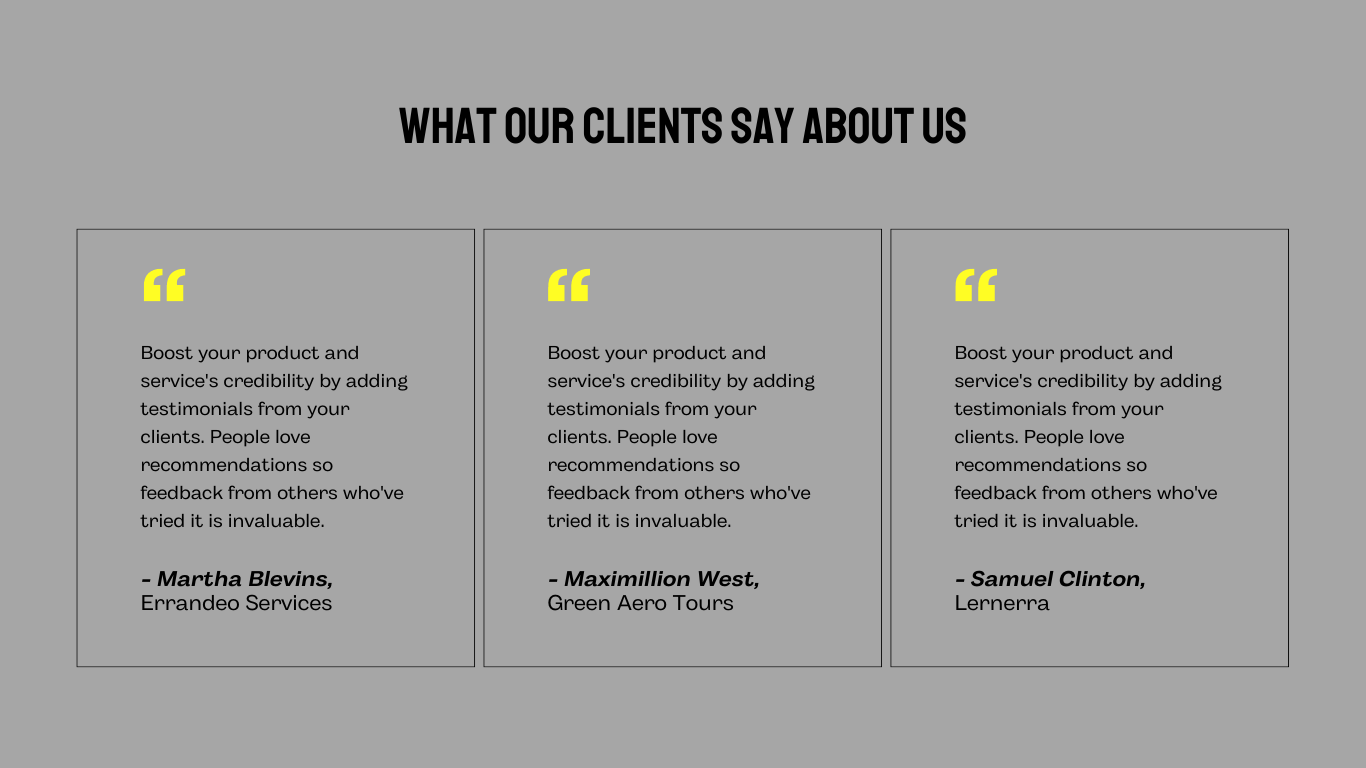 WHAT OUR CLIENTS SAY ABOUT US
“
Boost your product and
service's credibility by adding
testimonials from your
clients. People love
recommendations so
feedback from others who've
tried it is invaluable.
- Martha Blevins,
Errandeo Services
“
Boost your product and
service's credibility by adding
testimonials from your
clients. People love
recommendations so
feedback from others who've
tried it is invaluable.
- Maximillion West,
Green Aero Tours
“
Boost your product and
service's credibility by adding
testimonials from your
clients. People love
recommendations so
feedback from others who've
tried it is invaluable.
- Samuel Clinton,
Lernerra